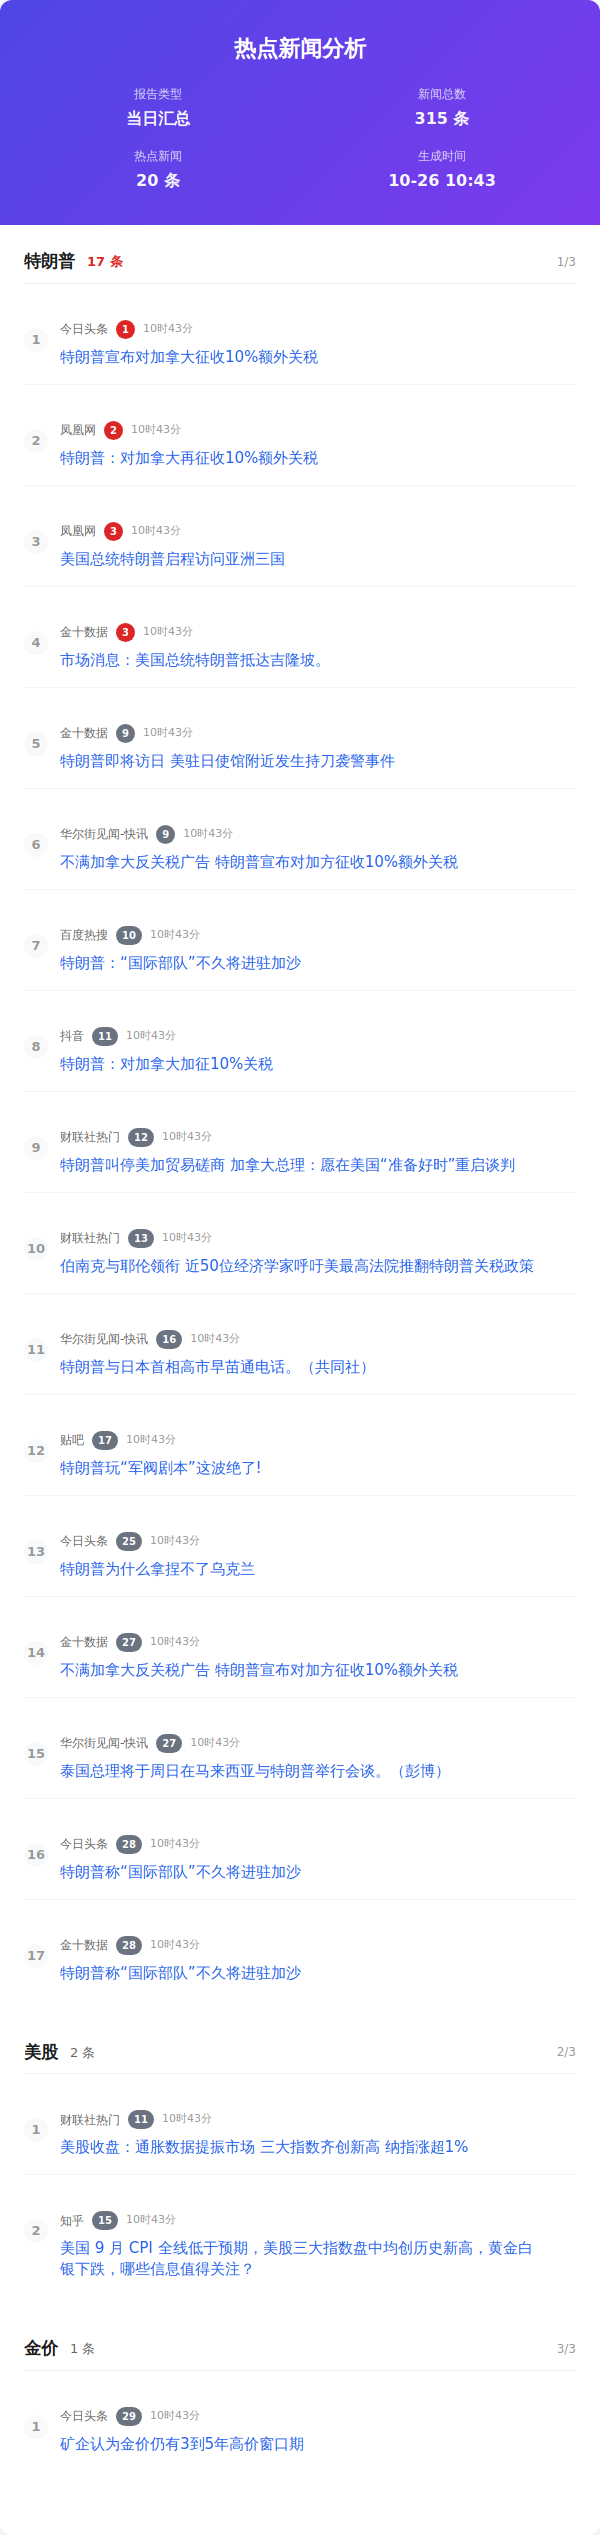 热点新闻分析
报告类型
新闻总数
当日汇总
315 条
热点新闻
生成时间
20 条
10-26 10:43
特朗普 17 条 1/3
1 今日头条 1 10时43分
特朗普宣布对加拿大征收10%额外关税
2 凤凰网 2 10时43分
特朗普：对加拿大再征收10%额外关税
3 凤凰网 3 10时43分
美国总统特朗普启程访问亚洲三国
4 金十数据 3 10时43分
市场消息：美国总统特朗普抵达吉隆坡。
5 金十数据 9 10时43分
特朗普即将访日 美驻日使馆附近发生持刀袭警事件
6 华尔街见闻-快讯 9 10时43分
不满加拿大反关税广告 特朗普宣布对加方征收10%额外关税
7 百度热搜 10 10时43分
特朗普：“国际部队”不久将进驻加沙
8 抖音 11 10时43分
特朗普：对加拿大加征10%关税
9 财联社热门 12 10时43分
特朗普叫停美加贸易磋商 加拿大总理：愿在美国“准备好时”重启谈判
10 财联社热门 13 10时43分
伯南克与耶伦领衔 近50位经济学家呼吁美最高法院推翻特朗普关税政策
11 华尔街见闻-快讯 16 10时43分
特朗普与日本首相高市早苗通电话。（共同社）
12 贴吧 17 10时43分
特朗普玩“军阀剧本”这波绝了!
13 今日头条 25 10时43分
特朗普为什么拿捏不了乌克兰
14 金十数据 27 10时43分
不满加拿大反关税广告 特朗普宣布对加方征收10%额外关税
15 华尔街见闻-快讯 27 10时43分
泰国总理将于周日在马来西亚与特朗普举行会谈。（彭博）
16 今日头条 28 10时43分
特朗普称“国际部队”不久将进驻加沙
17 金十数据 28 10时43分
特朗普称“国际部队”不久将进驻加沙
美股 2 条 2/3
1 财联社热门 11 10时43分
美股收盘：通胀数据提振市场 三大指数齐创新高 纳指涨超1%
2 知乎 15 10时43分
美国 9 月 CPI 全线低于预期，美股三大指数盘中均创历史新高，黄金白
银下跌，哪些信息值得关注？
金价 1 条 3/3
1 今日头条 29 10时43分
矿企认为金价仍有3到5年高价窗口期